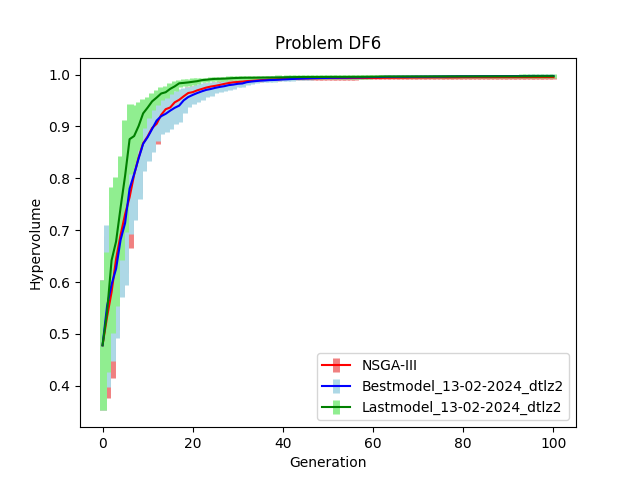 Problem DF6
Hypervolume
1.0
0.9
0.8
0.7
0.6
0.5
0.4
NSGA-III
Bestmodel_13-02-2024_dtlz2
Lastmodel_13-02-2024_dtlz2
0 20 40 60 80 100
Generation